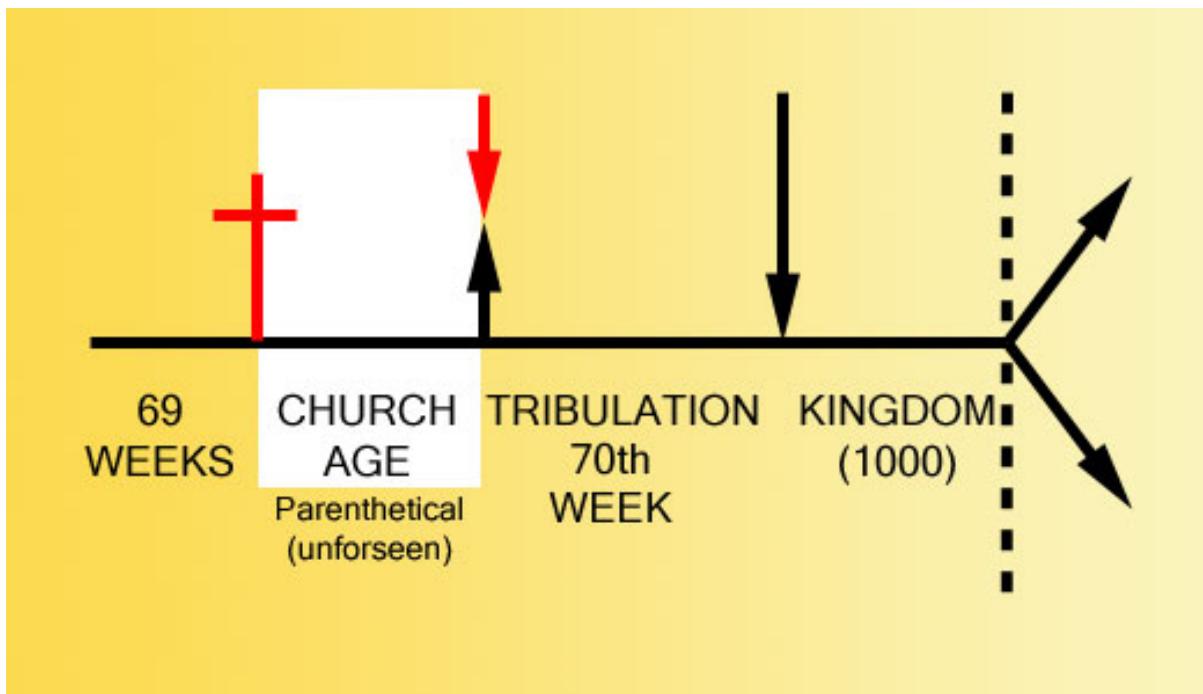 69
WEEKS
CHURCH
AGE
Parenthetical
(unforseen)
TRIBULATION
70th
WEEK
KINGDOM
(1000)